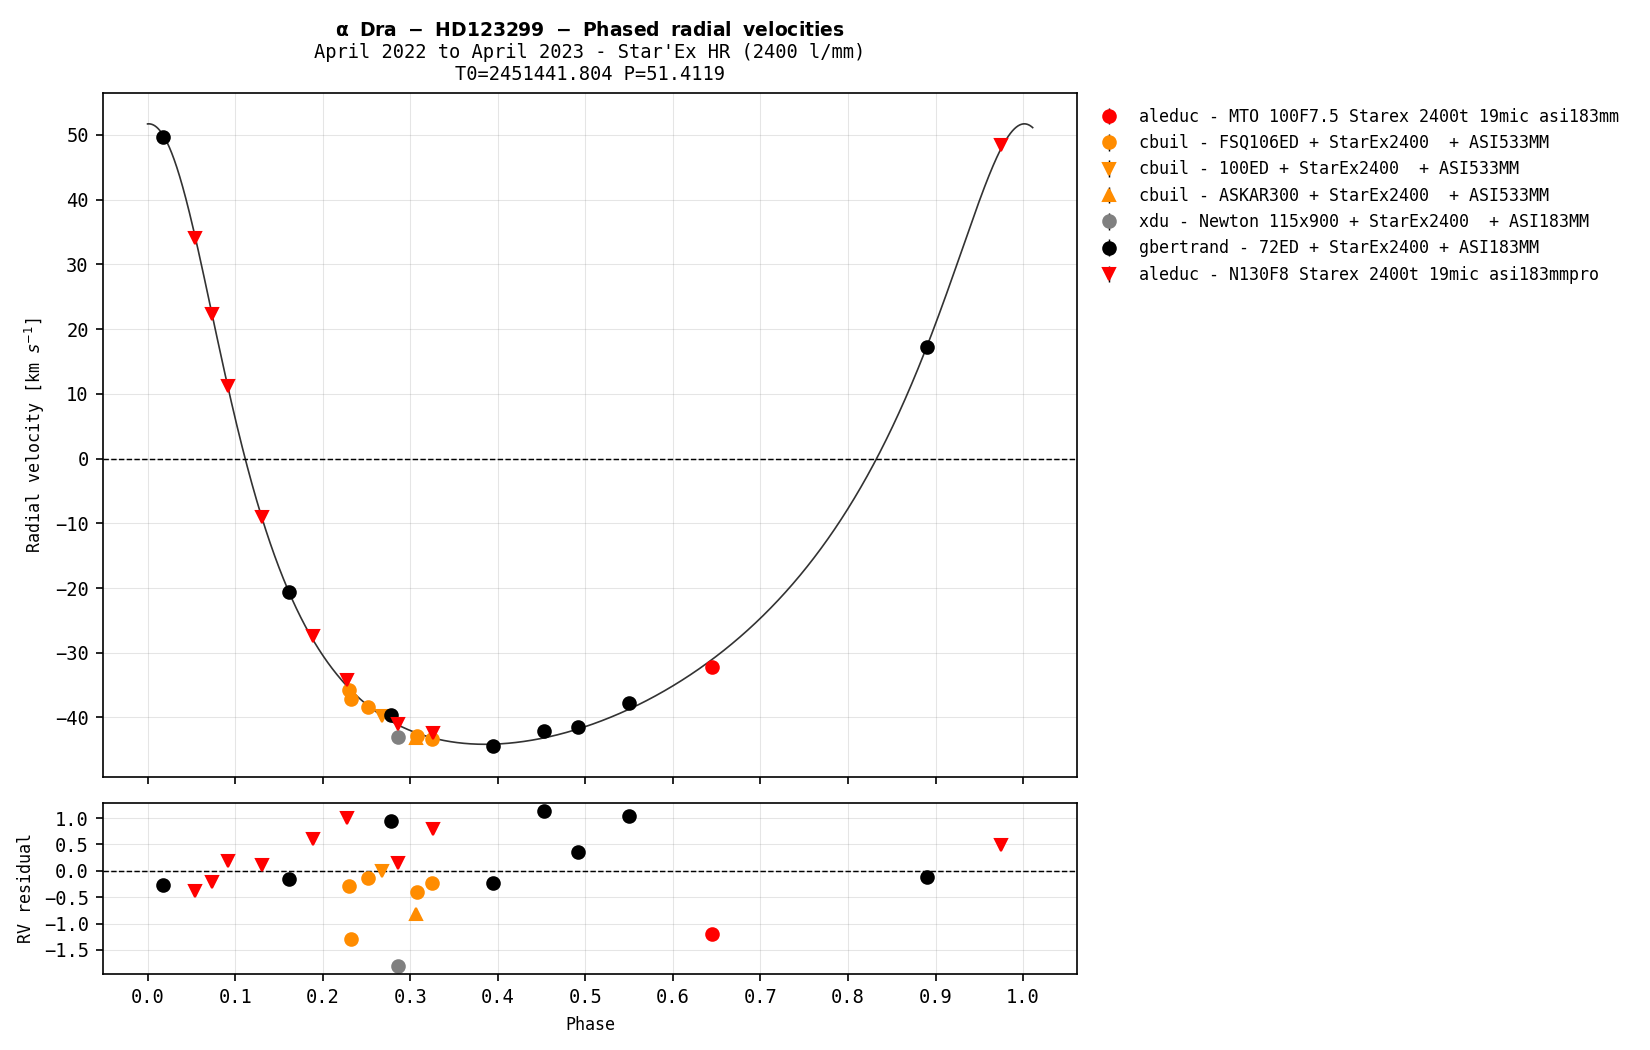 α Dra − HD123299 − Phased radial velocities
April 2022 to April 2023 - Star'Ex HR (2400 l/mm)
T0=2451441.804 P=51.4119
aleduc - MTO 100F7.5 Starex 2400t 19mic asi183mm
cbuil - FSQ106ED + StarEx2400  + ASI533MM
cbuil - 100ED + StarEx2400  + ASI533MM
cbuil - ASKAR300 + StarEx2400  + ASI533MM
xdu - Newton 115x900 + StarEx2400  + ASI183MM
gbertrand - 72ED + StarEx2400 + ASI183MM
aleduc - N130F8 Starex 2400t 19mic asi183mmpro
Radial velocity [km s⁻¹]
50
40
30
20
10
0
−10
−20
−30
−40
RV residual
1.0
0.5
0.0
−0.5
−1.0
−1.5
0.0 0.1 0.2 0.3 0.4 0.5 0.6 0.7 0.8 0.9 1.0
Phase